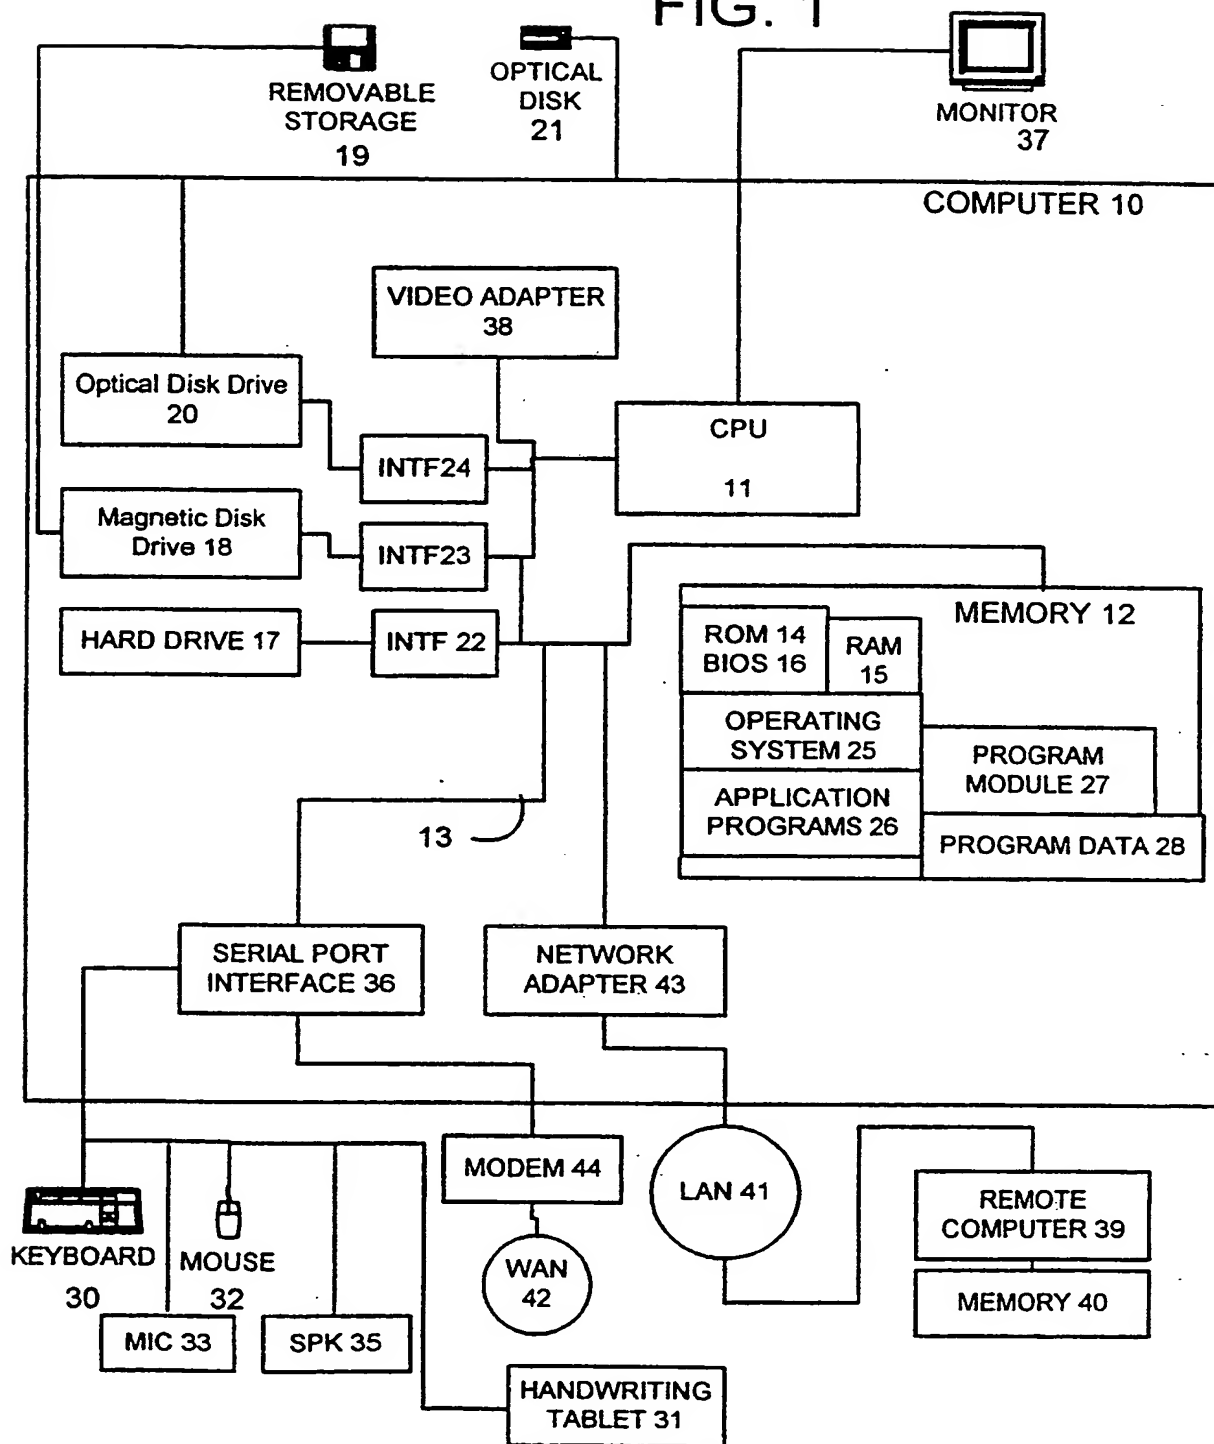 FIG. 1
REMOVABLE
STORAGE
19
OPTICAL
DISK
21
MONITOR
37
COMPUTER 10
VIDEO ADAPTER
38
Optical Disk Drive
20
INTF24
CPU
11
Magnetic Disk
Drive 18
INTF23
HARD DRIVE 17
INTF 22
MEMORY 12
ROM 14
BIOS 16
RAM
15
OPERATING
SYSTEM 25
PROGRAM
MODULE 27
APPLICATION
PROGRAMS 26
PROGRAM DATA 28
13
SERIAL PORT
INTERFACE 36
NETWORK
ADAPTER 43
MODEM 44
LAN 41
REMOTE
COMPUTER 39
MEMORY 40
WAN
42
KEYBOARD
30
MOUSE
32
MIC 33
SPK 35
HANDWRITING
TABLET 31